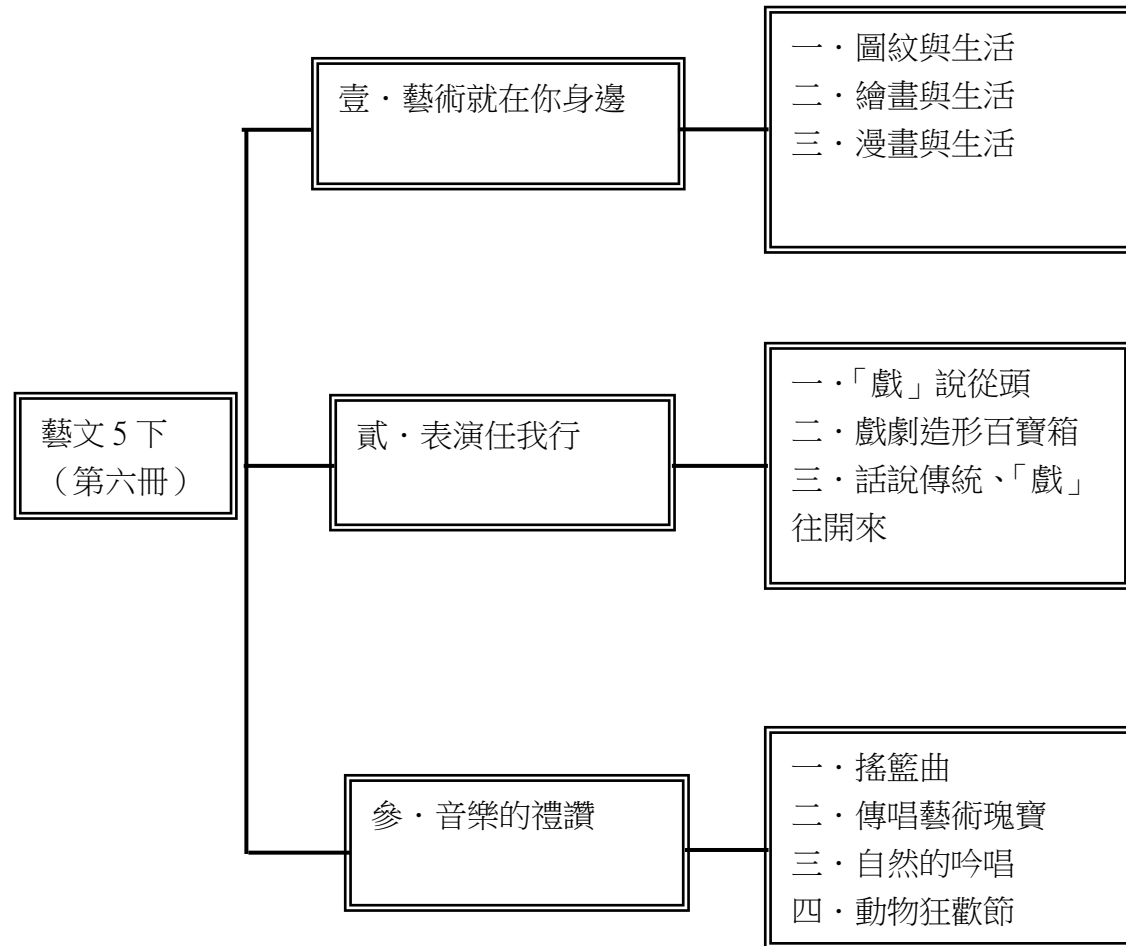 藝文5下
（第六冊）
壹．藝術就在你身邊
一．圖紋與生活
二．繪畫與生活
三．漫畫與生活
貳．表演任我行
一．「戲」說從頭
二．戲劇造形百寶箱
三．話說傳統、「戲」
往開來
參．音樂的禮讚
一．搖籃曲
二．傳唱藝術瑰寶
三．自然的吟唱
四．動物狂歡節